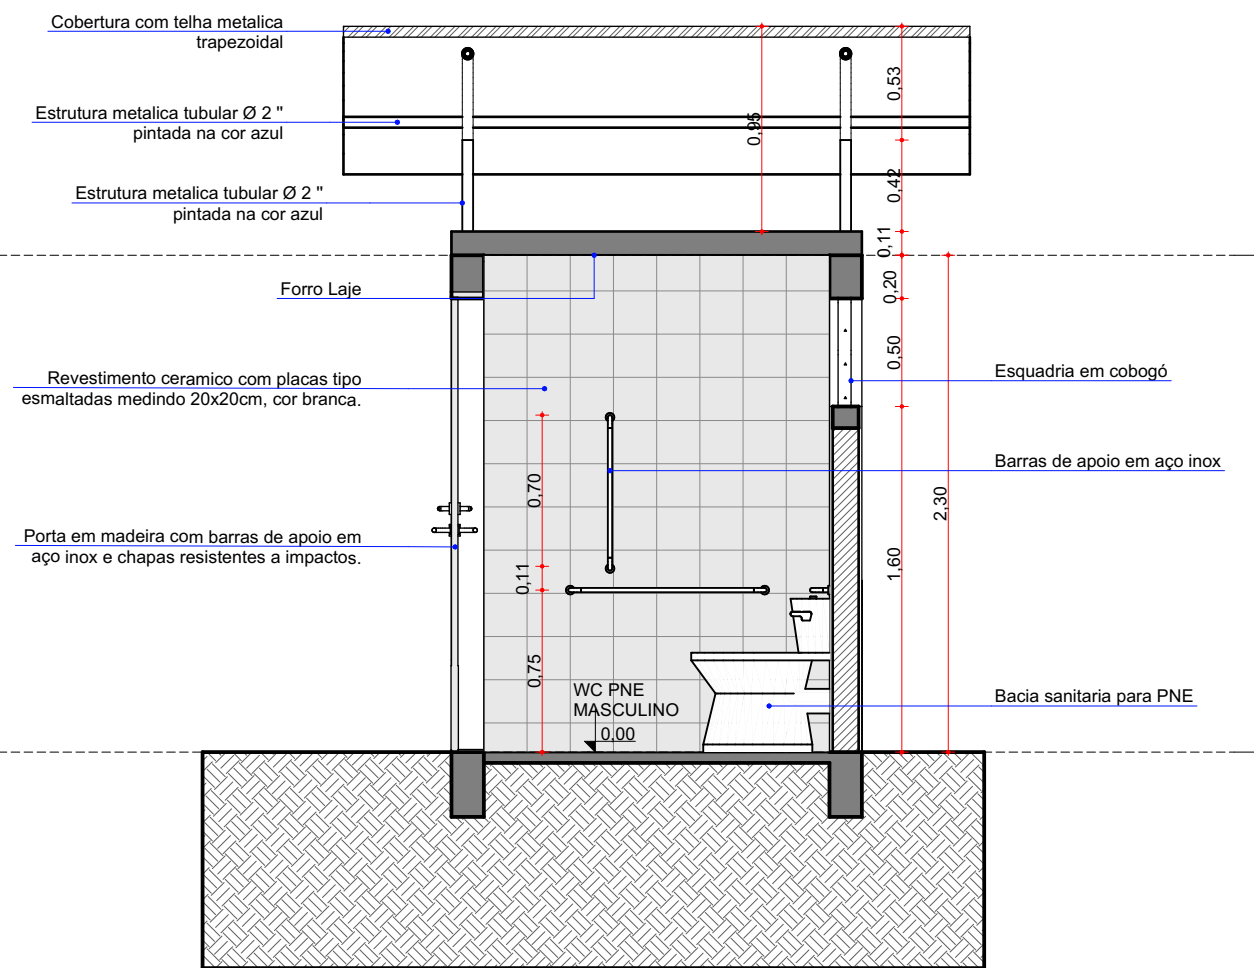 Cobertura com telha metalica
trapezoidal
0,53
Estrutura metalica tubular Ø 2 "
pintada na cor azul
0,95
Estrutura metalica tubular Ø 2 "
pintada na cor azul
0,42
0,11
Forro Laje
0,20
0,50
Revestimento ceramico com placas tipo
esmaltadas medindo 20x20cm, cor branca.
Esquadria em cobogó
Barras de apoio em aço inox
0,70
2,30
Porta em madeira com barras de apoio em
aço inox e chapas resistentes a impactos.
0,11
1,60
0,75
WC PNE
MASCULINO
0,00
Bacia sanitaria para PNE